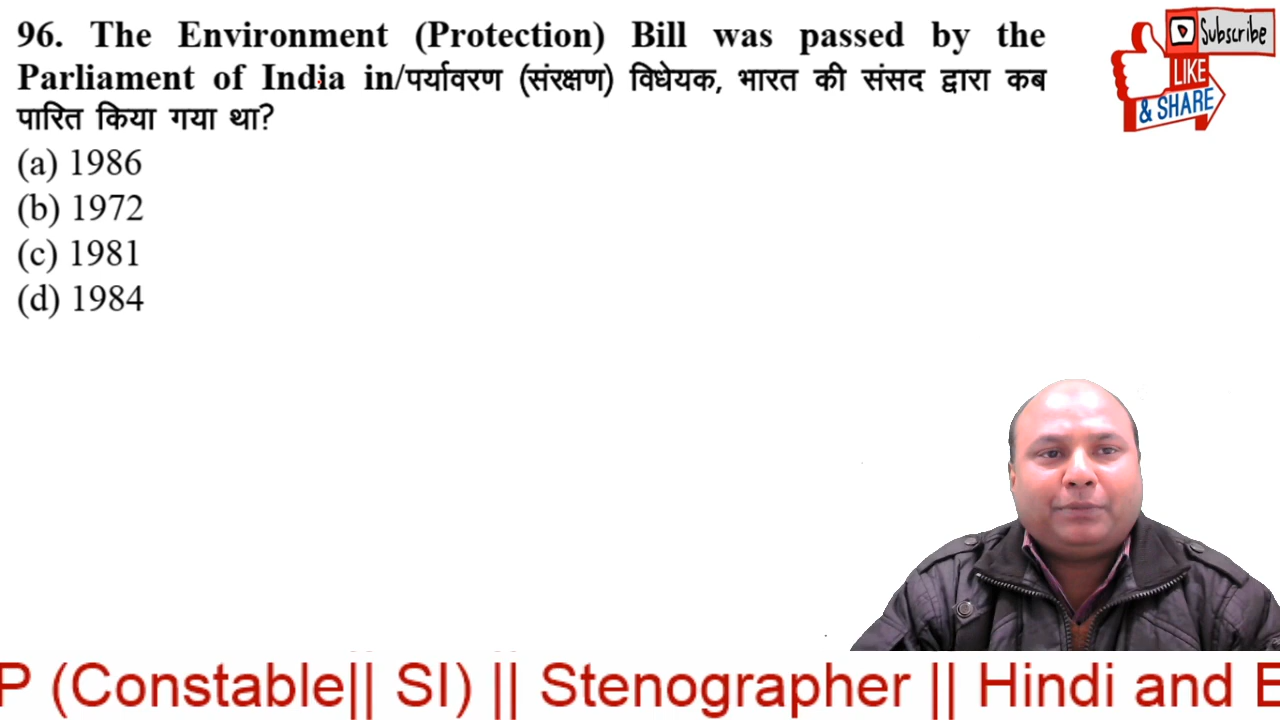 96. The Environment (Protection) Bill was passed by the
Parliament of India in/पर्यावरण (संरक्षण) विधेयक, भारत की संसद द्वारा कब
पारित किया गया था?
(a) 1986
(b) 1972
(c) 1981
(d) 1984
Subscribe
LIKE
& SHARE
P (Constable|| SI) || Stenographer || Hindi and E